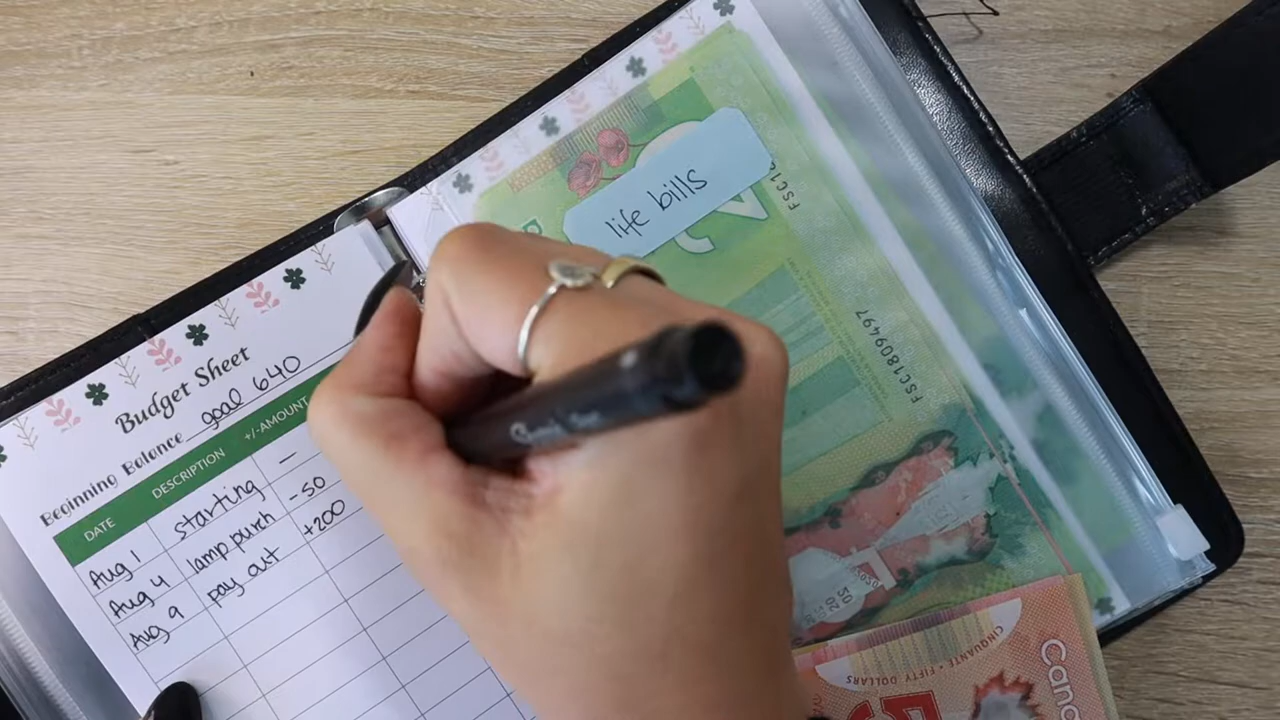 Budget Sheet
Beginning Balance goal 640
DATE DESCRIPTION +/-AMOUNT
Aug 1 starting —
Aug 4 lamp purch -50
Aug 9 pay out +200
life bills
FSC1809497
CINQUANTE • FIFTY DOLLARS